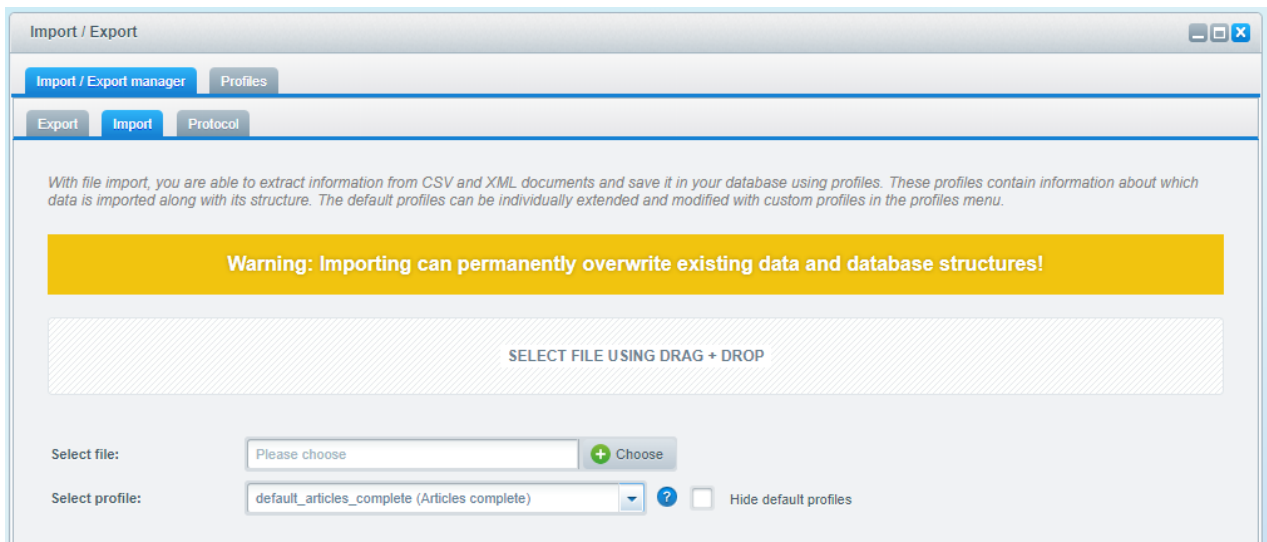 Import / Export
Import / Export manager
Profiles
Export
Import
Protocol
With file import, you are able to extract information from CSV and XML documents and save it in your database using profiles. These profiles contain information about which
data is imported along with its structure. The default profiles can be individually extended and modified with custom profiles in the profiles menu.
Warning: Importing can permanently overwrite existing data and database structures!
SELECT FILE USING DRAG + DROP
Select file:
Please choose
Choose
Select profile:
default_articles_complete (Articles complete)
?
Hide default profiles